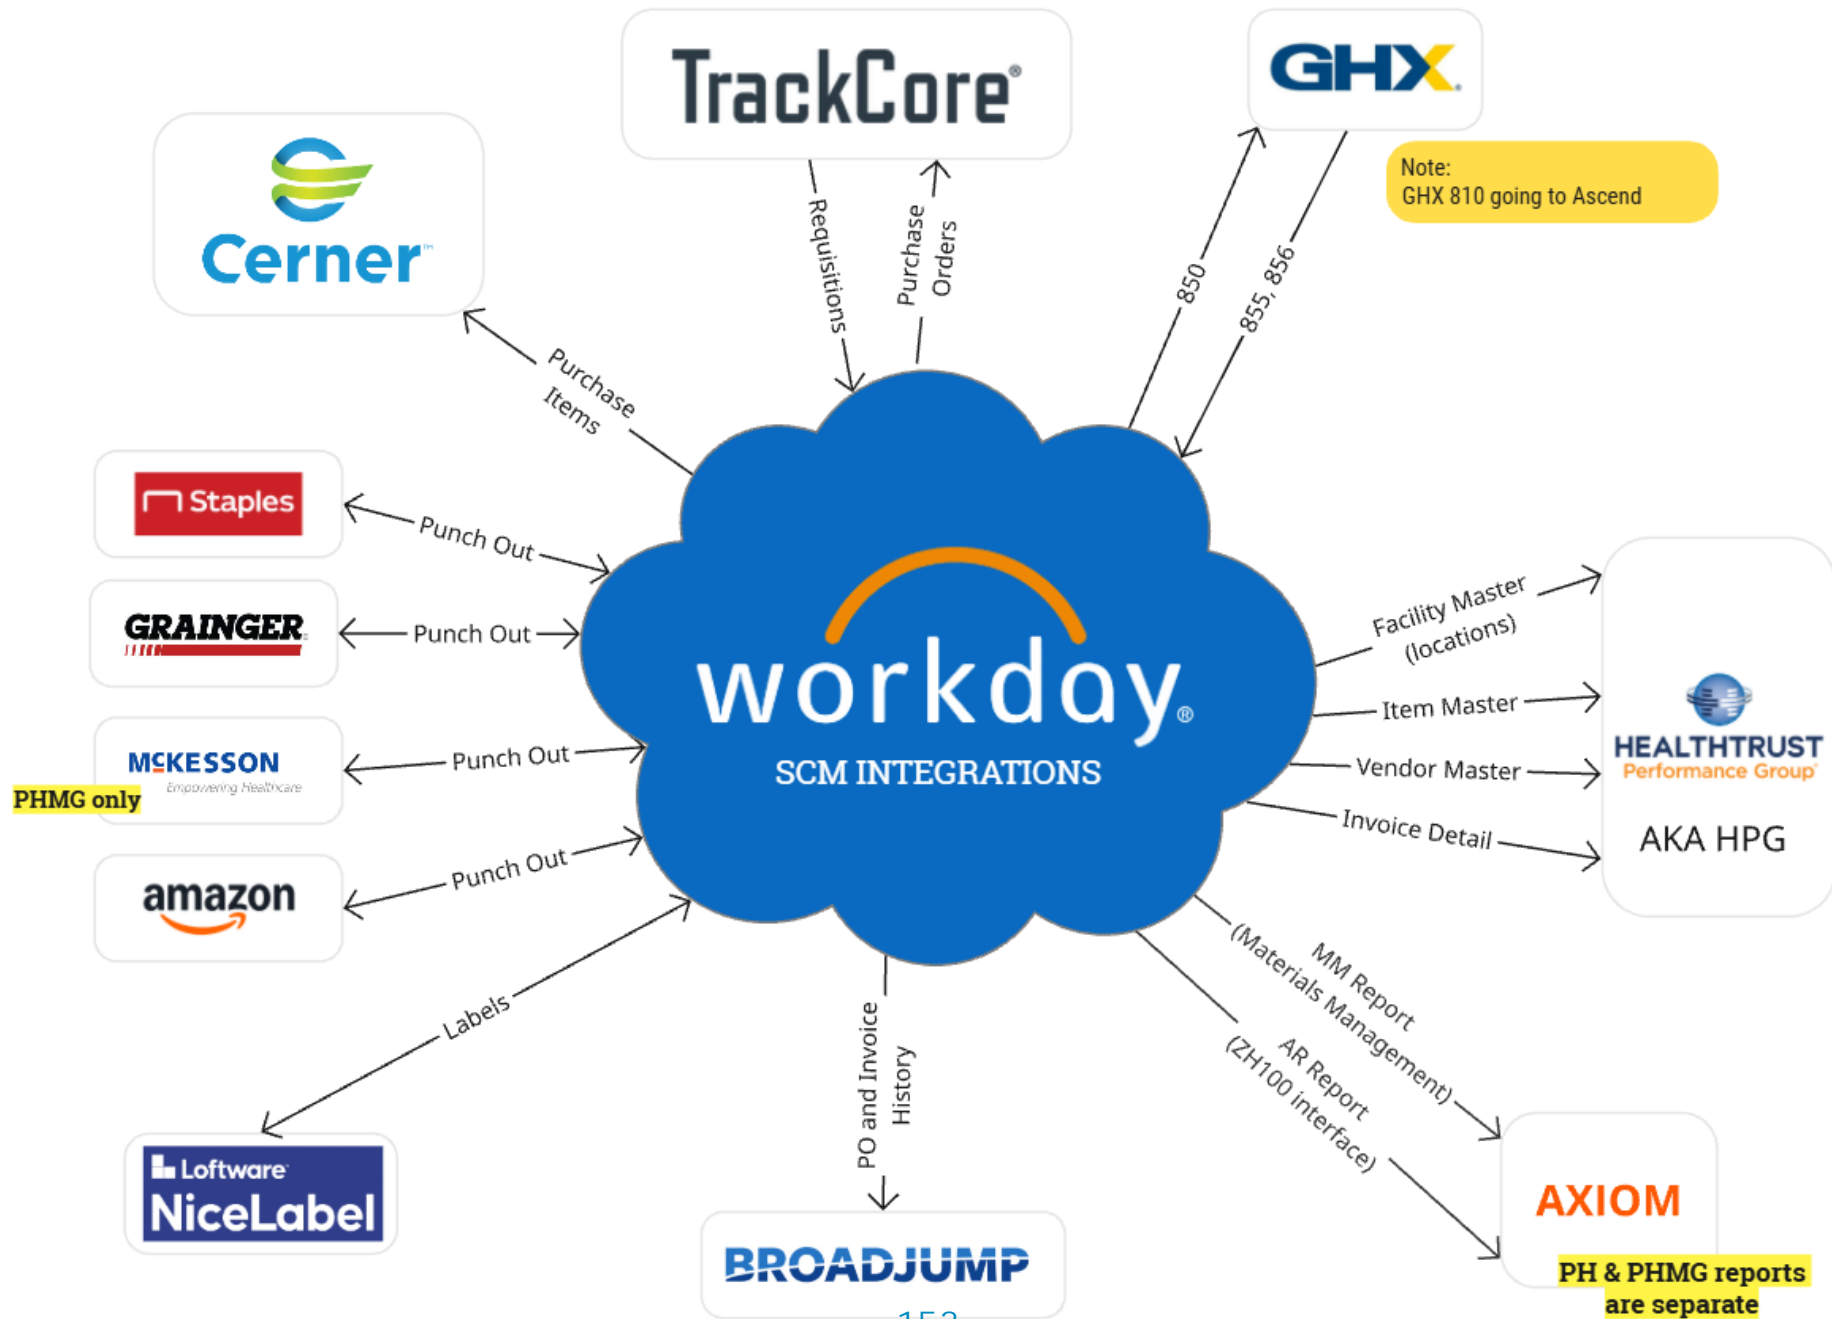 TrackCore®
GHX®
Note:
GHX 810 going to Ascend
Cerner™
Requisitions
Purchase
Orders
850
855, 856
Purchase
Items
Staples
Punch Out
GRAINGER
Punch Out
MCKESSON
Empowering Healthcare
PHMG only
Punch Out
amazon
Punch Out
workday®
SCM INTEGRATIONS
Facility Master
(locations)
Item Master
Vendor Master
Invoice Detail
HEALTHTRUST
Performance Group
AKA HPG
Labels
Loftware
NiceLabel
PO and Invoice
History
BROADJUMP
MM Report
(Materials Management)
AR Report
(ZH100 interface)
AXIOM
PH & PHMG reports
are separate